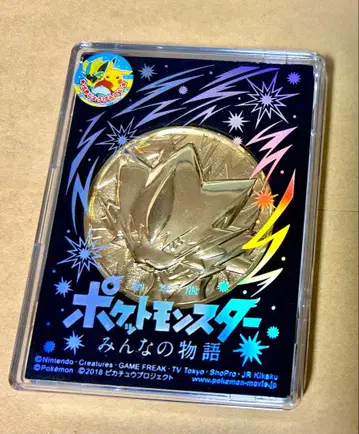 劇場版
ポケットモンスター
みんなの物語
©Nintendo・Creatures・GAME FREAK・TV Tokyo・ShoPro・JR Kikaku
©Pokémon ©2018 ピカチュウプロジェクト
www.pokemon-movie.jp